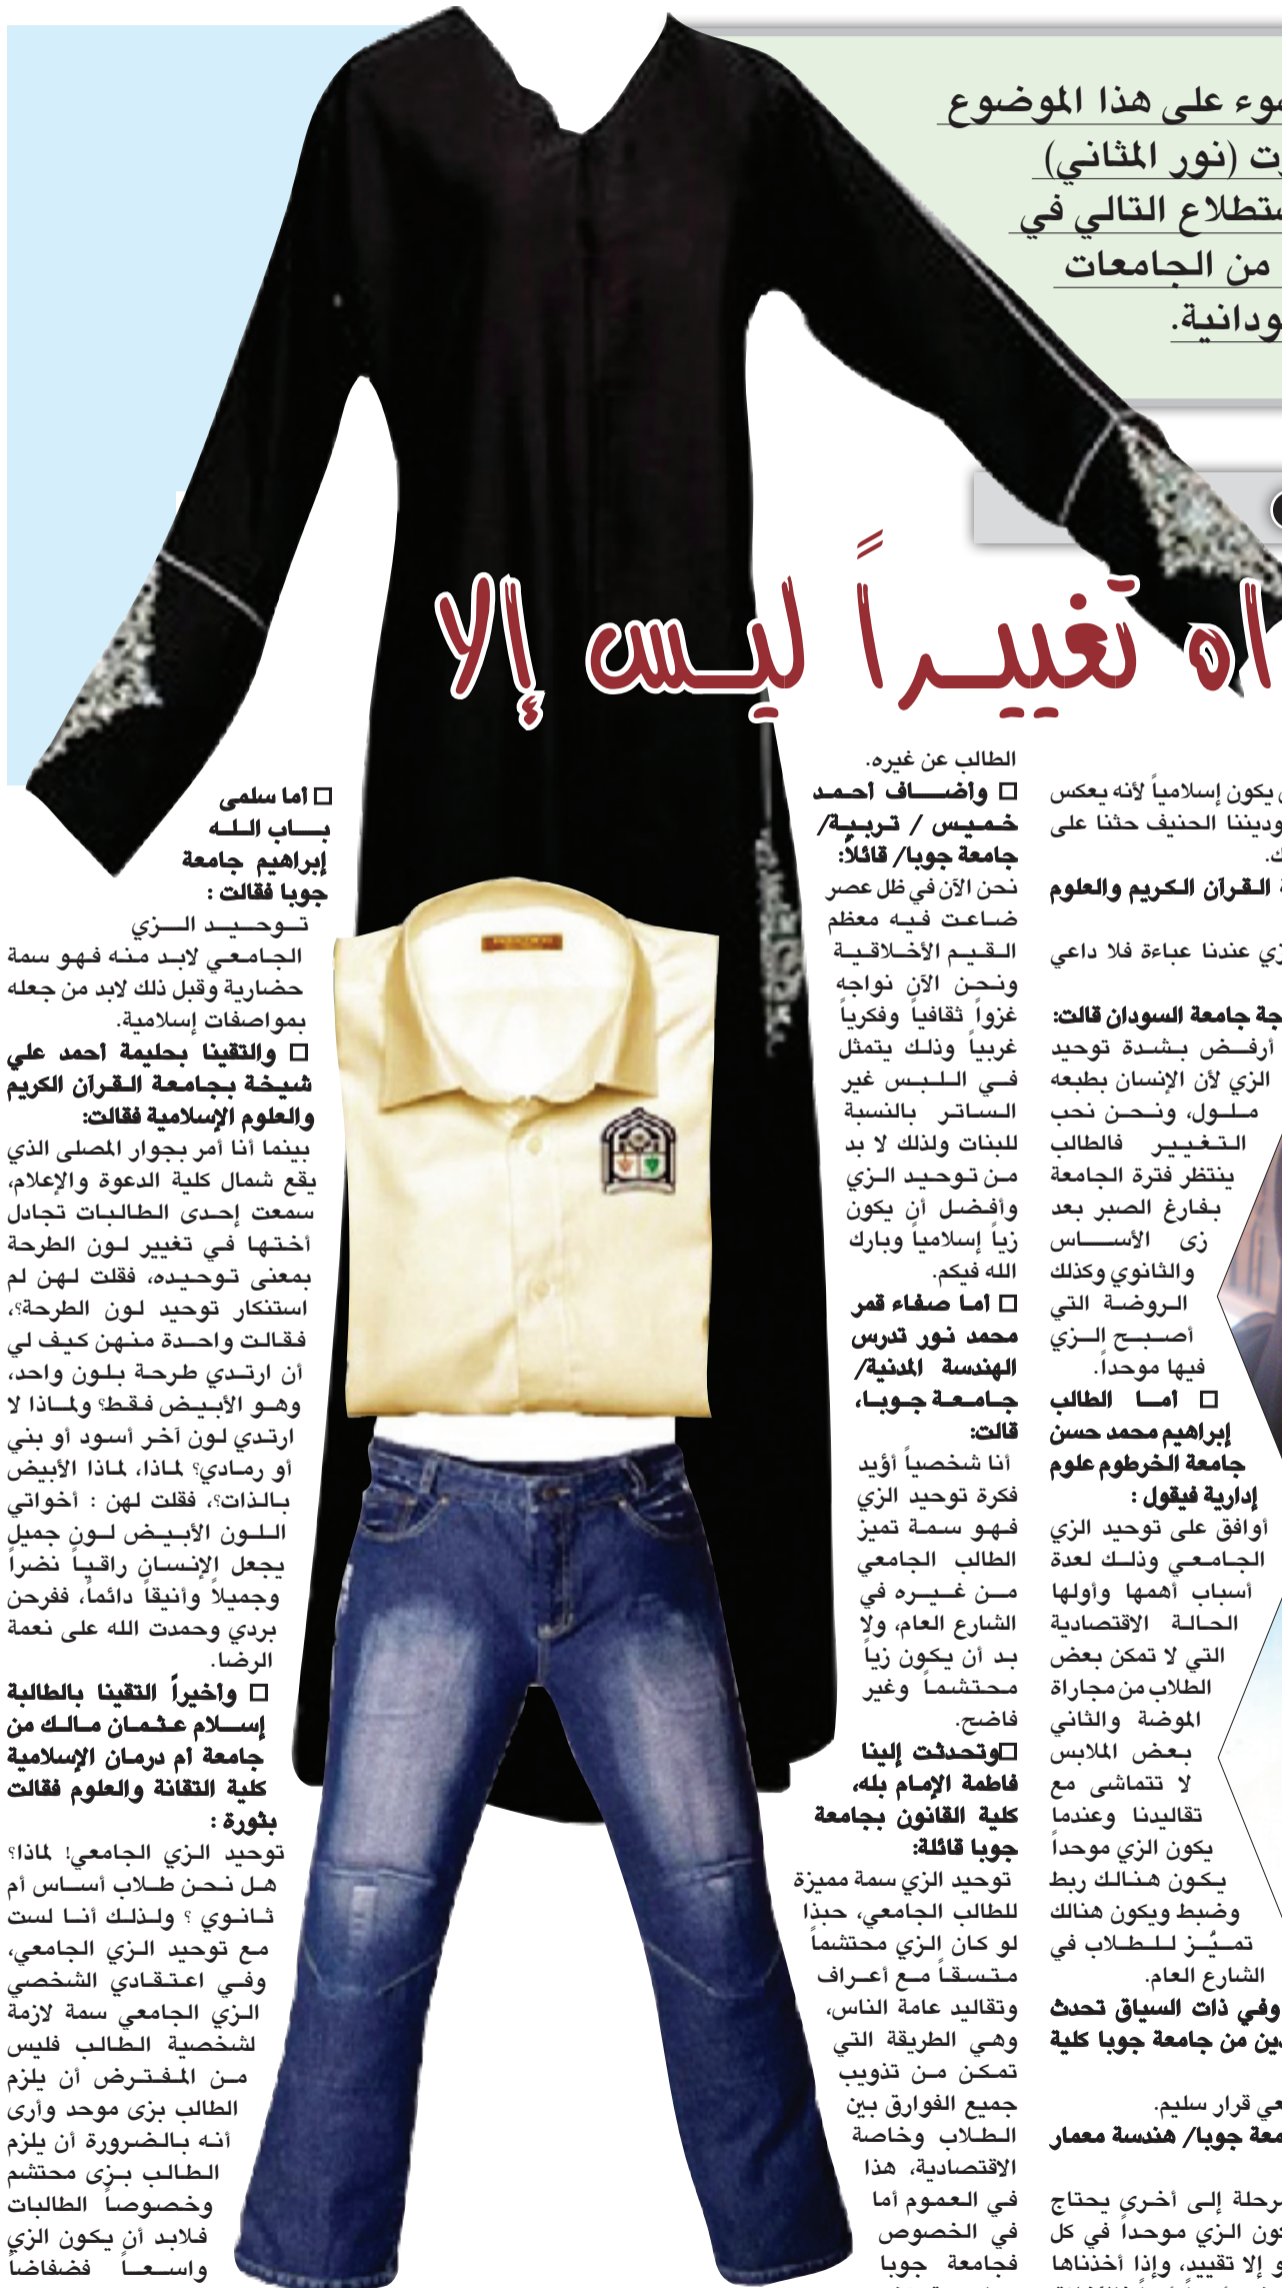 وء على هذا الموضوع
رت (نور المثاني)
ستطلاع التالي في
من الجامعات
ودانية.
اه تغييراً ليس إلا
يكون إسلامياً لأنه يعكس
وديننا الحنيف حثنا على
ك.
القرآن الكريم والعلوم
زي عندنا عباءة فلا داعي
جة جامعة السودان قالت:
أرفض بشدة توحيد
الزي لأن الإنسان بطبعه
ملول، ونحن نحب
التغيير فالطالب
ينتظر فترة الجامعة
بفارغ الصبر بعد
زى الأساس
والثانوي وكذلك
الروضة التي
أصبح الزي
فيها موحداً.
□ أما الطالب
إبراهيم محمد حسن
جامعة الخرطوم علوم
إدارية فيقول :
أوافق على توحيد الزي
الجامعي وذلك لعدة
أسباب أهمها وأولها
الحالة الاقتصادية
التي لا تمكن بعض
الطلاب من مجاراة
الموضة والثاني
بعض الملابس
لا تتماشى مع
تقاليدنا وعندما
يكون الزي موحداً
يكون هنالك ربط
وضبط ويكون هنالك
تميُّز للطلاب في
الشارع العام.
وفي ذات السياق تحدث
دين من جامعة جوبا كلية
عي قرار سليم.
معة جوبا/ هندسة معمار
رحلة إلى أخرى يحتاج
كون الزي موحداً في كل
و إلا تقييد، وإذا أخذناها
الطالب عن غيره.
□ وأضاف أحمد
خميس / تربية/
جامعة جوبا/ قائلاً:
نحن الآن في ظل عصر
ضاعت فيه معظم
القيم الأخلاقية
ونحن الآن نواجه
غزواً ثقافياً وفكرياً
غربياً وذلك يتمثل
في اللبس غير
الساتر بالنسبة
للبنات ولذلك لا بد
من توحيد الزي
وأفضل أن يكون
زياً إسلامياً وبارك
الله فيكم.
□ أما صفاء قمر
محمد نور تدرس
الهندسة المدنية/
جامعة جوبا،
قالت:
أنا شخصياً أؤيد
فكرة توحيد الزي
فهو سمة تميز
الطالب الجامعي
من غيره في
الشارع العام، ولا
بد أن يكون زياً
محتشماً وغير
فاضح.
□وتحدثت إلينا
فاطمة الإمام بله،
كلية القانون بجامعة
جوبا قائلة:
توحيد الزي سمة مميزة
للطالب الجامعي، حبذا
لو كان الزي محتشماً
متسقاً مع أعراف
وتقاليد عامة الناس،
وهي الطريقة التي
تمكن من تذويب
جميع الفوارق بين
الطلاب وخاصة
الاقتصادية، هذا
في العموم أما
في الخصوص
فجامعة جوبا
□ أما سلمى
باب الله
إبراهيم جامعة
جوبا فقالت :
توحيد الزي
الجامعي لابد منه فهو سمة
حضارية وقبل ذلك لابد من جعله
بمواصفات إسلامية.
□ والتقينا بحليمة أحمد علي
شيخة بجامعة القرآن الكريم
والعلوم الإسلامية فقالت:
بينما أنا أمر بجوار المصلى الذي
يقع شمال كلية الدعوة والإعلام،
سمعت إحدى الطالبات تجادل
أختها في تغيير لون الطرحة
بمعنى توحيده، فقلت لهن لم
استنكار توحيد لون الطرحة؟،
فقالت واحدة منهن كيف لي
أن ارتدي طرحة بلون واحد،
وهو الأبيض فقط؟ ولماذا لا
ارتدي لون آخر أسود أو بني
أو رمادي؟ لماذا، لماذا الأبيض
بالذات؟، فقلت لهن : أخواتي
اللون الأبيض لون جميل
يجعل الإنسان راقياً نضراً
وجميلاً وأنيقاً دائماً، ففرحن
بردي وحمدت الله على نعمة
الرضا.
□ وأخيراً التقينا بالطالبة
إسلام عثمان مالك من
جامعة أم درمان الإسلامية
كلية التقانة والعلوم فقالت
بثورة :
توحيد الزي الجامعي! لماذا؟
هل نحن طلاب أساس أم
ثانوي ؟ ولذلك أنا لست
مع توحيد الزي الجامعي،
وفي اعتقادي الشخصي
الزي الجامعي سمة لازمة
لشخصية الطالب فليس
من المفترض أن يلزم
الطالب بزى موحد وأرى
أنه بالضرورة أن يلزم
الطالب بزى محتشم
وخصوصاً الطالبات
فلابد أن يكون الزي
واسعاً فضفاضاً